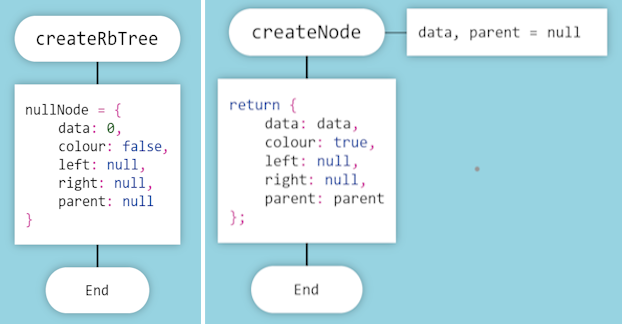 createRbTree
nullNode = {
data: 0,
colour: false,
left: null,
right: null,
parent: null
}
End
createNode
data, parent = null
return {
data: data,
colour: true,
left: null,
right: null,
parent: parent
};
End